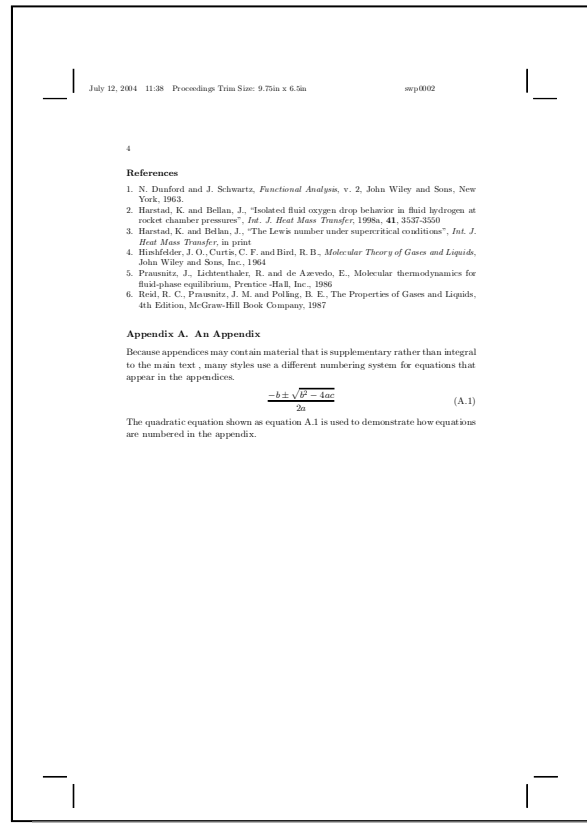 July 12, 2004 11:38 Proceedings Trim Size: 9.75in x 6.5in swp0002
4
References
1. N. Dunford and J. Schwartz, Functional Analysis, v. 2, John Wiley and Sons, New
York, 1963.
2. Harstad, K. and Bellan, J., “Isolated fluid oxygen drop behavior in fluid hydrogen at
rocket chamber pressures”, Int. J. Heat Mass Transfer, 1998a, 41, 3537-3550
3. Harstad, K. and Bellan, J., “The Lewis number under supercritical conditions”, Int. J.
Heat Mass Transfer, in print
4. Hirshfelder, J. O., Curtis, C. F. and Bird, R. B., Molecular Theory of Gases and Liquids,
John Wiley and Sons, Inc., 1964
5. Prausnitz, J., Lichtenthaler, R. and de Azevedo, E., Molecular thermodynamics for
fluid-phase equilibrium, Prentice -Hall, Inc., 1986
6. Reid, R. C., Prausnitz, J. M. and Polling, B. E., The Properties of Gases and Liquids,
4th Edition, McGraw-Hill Book Company, 1987
Appendix A. An Appendix
Because appendices may contain material that is supplementary rather than integral
to the main text , many styles use a different numbering system for equations that
appear in the appendices.
−b ± √b² − 4ac
2a (A.1)
The quadratic equation shown as equation A.1 is used to demonstrate how equations
are numbered in the appendix.